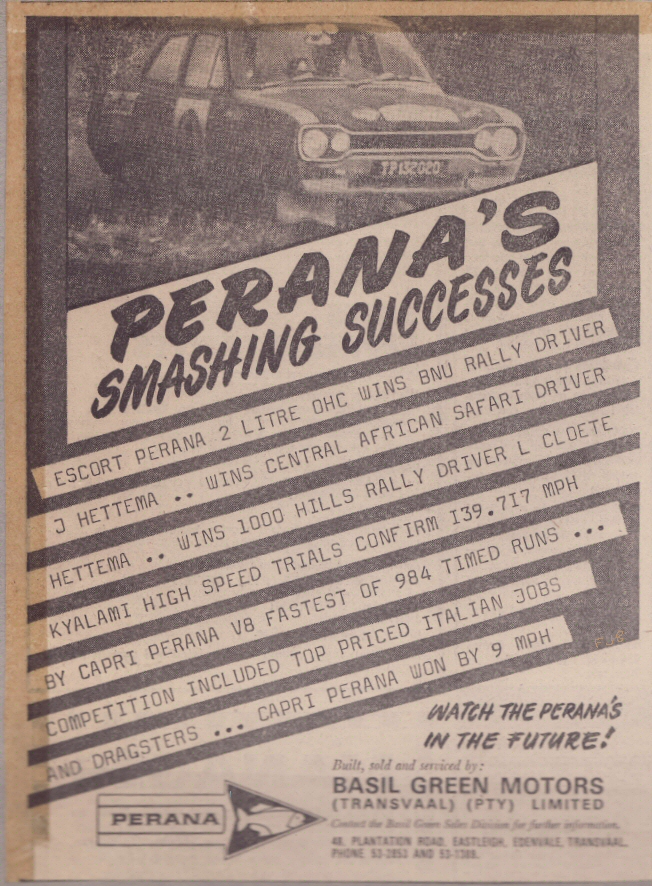 TP152020
PERANA'S
SMASHING SUCCESSES
ESCORT PERANA 2 LITRE OHC WINS BNU RALLY DRIVER
J HETTEMA .. WINS CENTRAL AFRICAN SAFARI DRIVER
HETTEMA .. WINS 1000 HILLS RALLY DRIVER L CLOETE
KYALAMI HIGH SPEED TRIALS CONFIRM 139.717 MPH
BY CAPRI PERANA V8 FASTEST OF 984 TIMED RUNS ...
COMPETITION INCLUDED TOP PRICED ITALIAN JOBS
AND DRAGSTERS ... CAPRI PERANA WON BY 9 MPH
WATCH THE PERANA'S
IN THE FUTURE!
Built, sold and serviced by:
BASIL GREEN MOTORS
(TRANSVAAL) (PTY) LIMITED
Contact the Basil Green Sales Division for further information.
48, PLANTATION ROAD, EASTLEIGH, EDENVALE, TRANSVAAL.
PHONE 53-2853 AND 53-1388.
PERANA